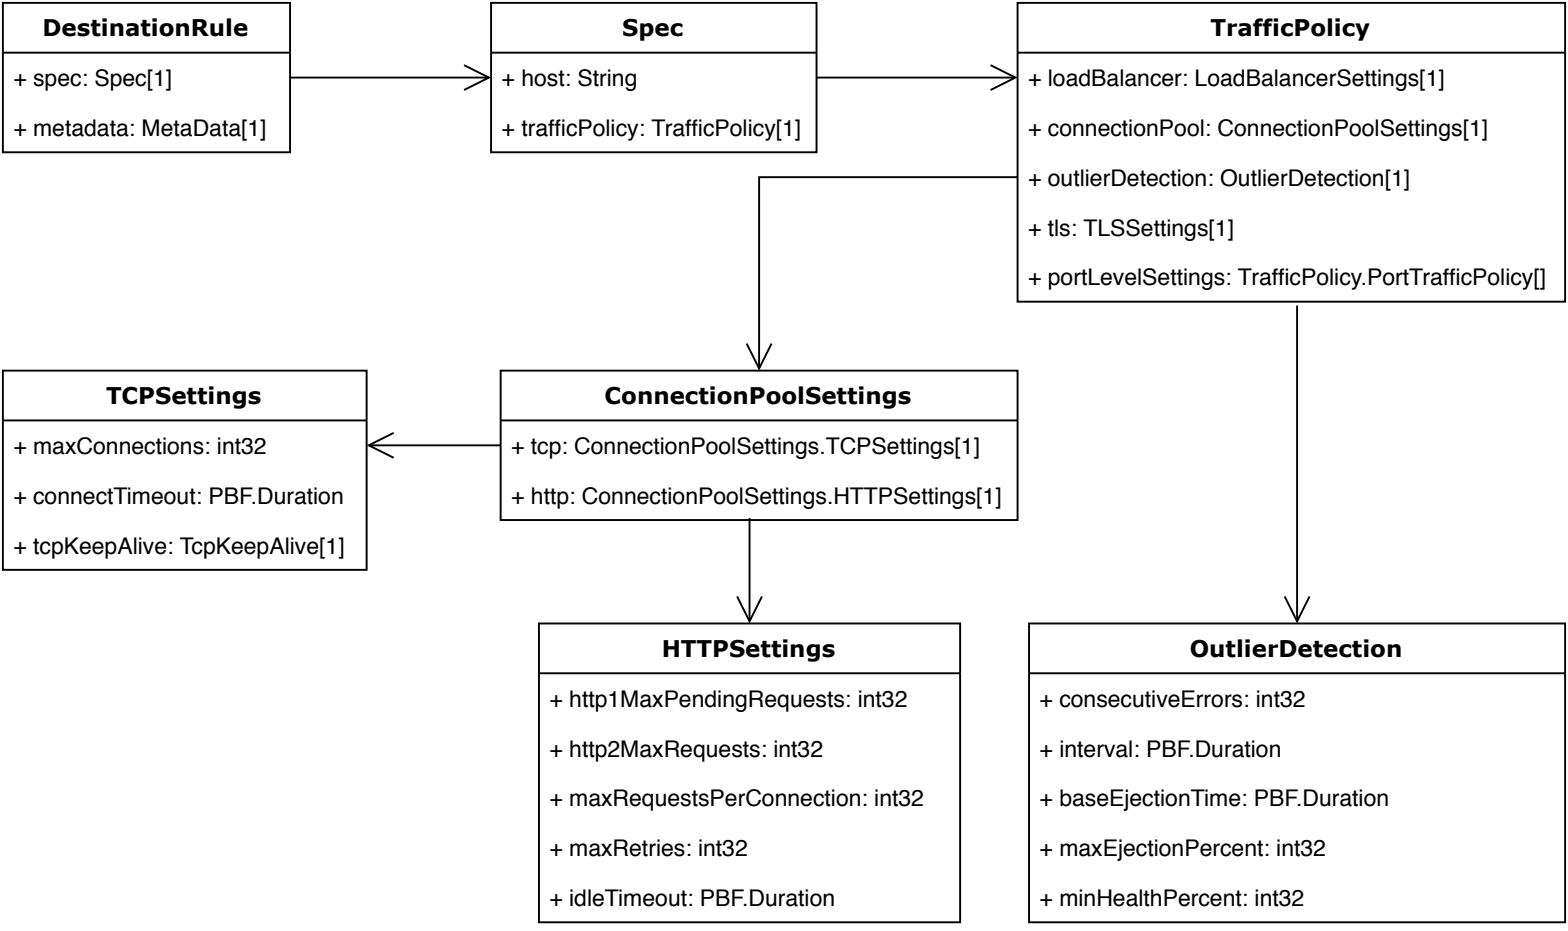 DestinationRule
+ spec: Spec[1]
+ metadata: MetaData[1]
Spec
+ host: String
+ trafficPolicy: TrafficPolicy[1]
TrafficPolicy
+ loadBalancer: LoadBalancerSettings[1]
+ connectionPool: ConnectionPoolSettings[1]
+ outlierDetection: OutlierDetection[1]
+ tls: TLSSettings[1]
+ portLevelSettings: TrafficPolicy.PortTrafficPolicy[]
TCPSettings
+ maxConnections: int32
+ connectTimeout: PBF.Duration
+ tcpKeepAlive: TcpKeepAlive[1]
ConnectionPoolSettings
+ tcp: ConnectionPoolSettings.TCPSettings[1]
+ http: ConnectionPoolSettings.HTTPSettings[1]
HTTPSettings
+ http1MaxPendingRequests: int32
+ http2MaxRequests: int32
+ maxRequestsPerConnection: int32
+ maxRetries: int32
+ idleTimeout: PBF.Duration
OutlierDetection
+ consecutiveErrors: int32
+ interval: PBF.Duration
+ baseEjectionTime: PBF.Duration
+ maxEjectionPercent: int32
+ minHealthPercent: int32